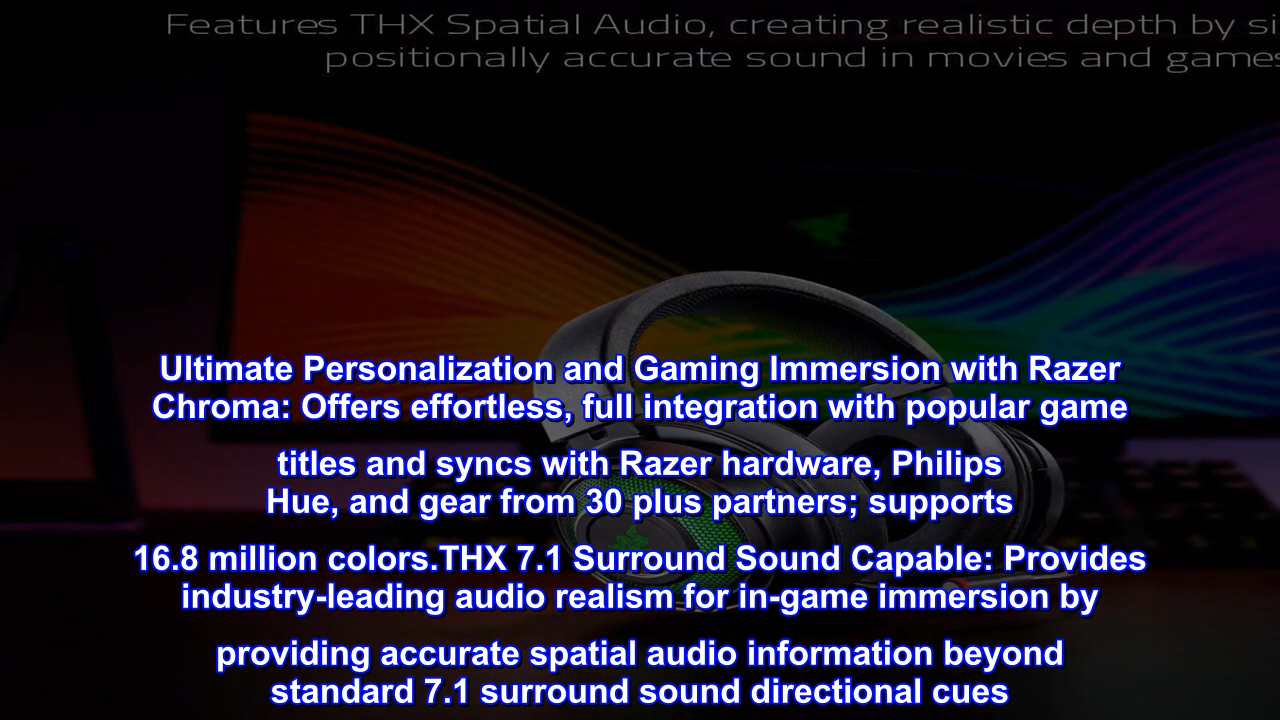 Features THX Spatial Audio, creating realistic depth by
positionally accurate sound in movies and games
Ultimate Personalization and Gaming Immersion with Razer
Chroma: Offers effortless, full integration with popular game
titles and syncs with Razer hardware, Philips
Hue, and gear from 30 plus partners; supports
16.8 million colors.THX 7.1 Surround Sound Capable: Provides
industry-leading audio realism for in-game immersion by
providing accurate spatial audio information beyond
standard 7.1 surround sound directional cues